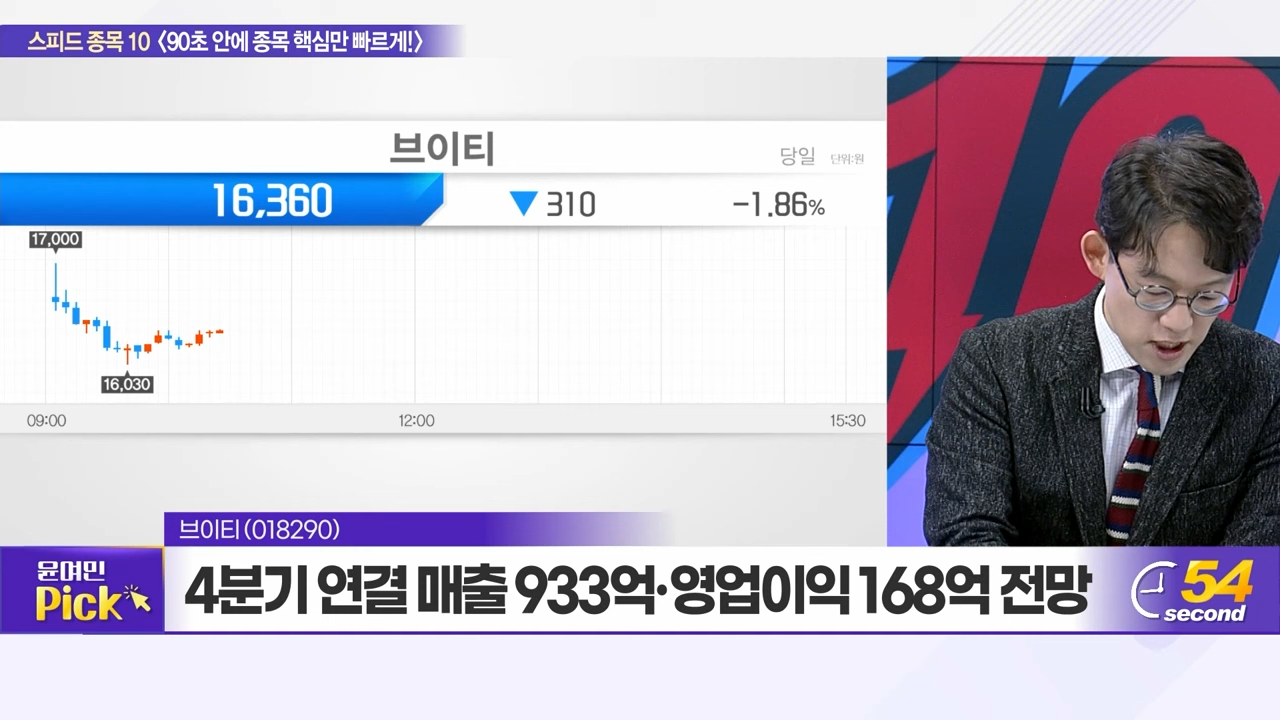 스피드 종목 10 〈90초 안에 종목 핵심만 빠르게!〉
브이티
당일 단위:원
16,360 ▼ 310 -1.86%
17,000
16,030
09:00 12:00 15:30
브이티(018290)
윤여민
Pick
4분기 연결 매출 933억·영업이익 168억 전망
54
second